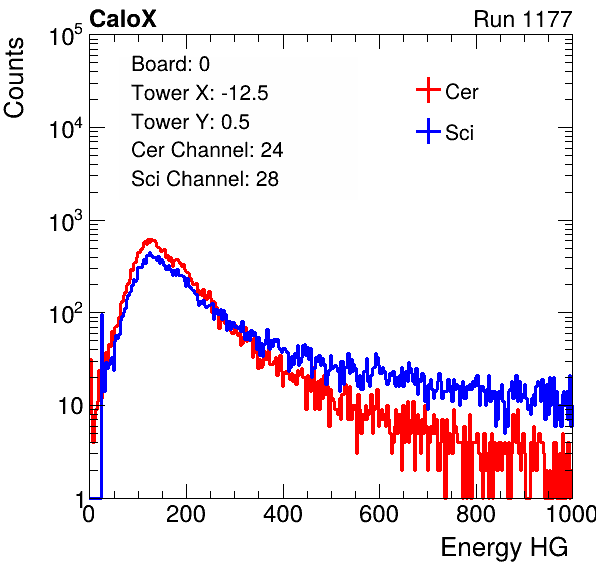 CaloX Run 1177
Counts
10^5
10^4
10^3
10^2
10
1
Board: 0
Tower X: -12.5
Tower Y: 0.5
Cer Channel: 24
Sci Channel: 28
Cer
Sci
0 200 400 600 800 1000
Energy HG